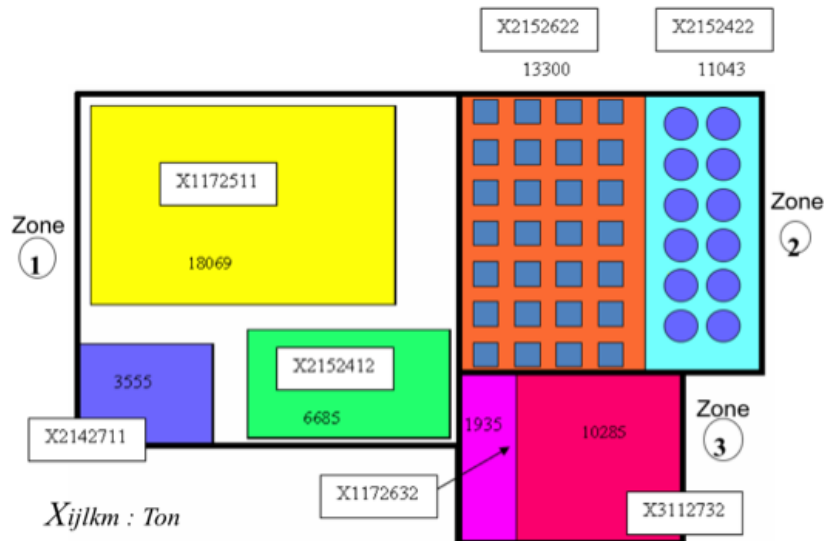 X2152622
X2152422
13300
11043
X1172511
Zone
1
18069
Zone
2
3555
X2152412
6685
X2142711
1935
10285
Zone
3
X1172632
X3112732
Xijlkm : Ton